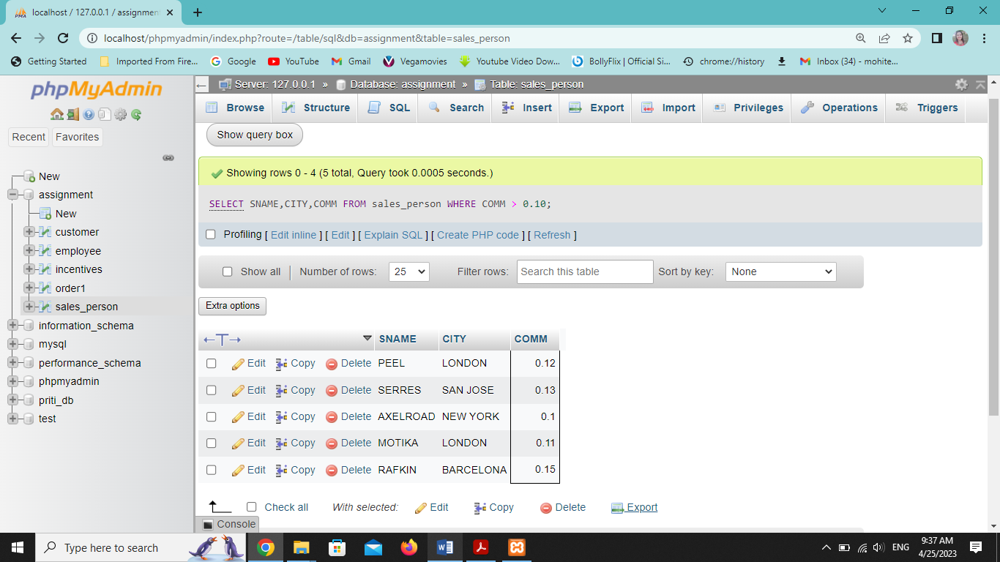 localhost / 127.0.0.1 / assignment
localhost/phpmyadmin/index.php?route=/table/sql&db=assignment&table=sales_person
Getting Started Imported From Fire... Google YouTube Gmail Vegamovies Youtube Video Dow... BollyFlix | Official Si... chrome://history Inbox (34) - mohite...
phpMyAdmin
Recent Favorites
New
assignment
New
customer
employee
incentives
order1
sales_person
information_schema
mysql
performance_schema
phpmyadmin
priti_db
test
Server: 127.0.0.1 » Database: assignment » Table: sales_person
Browse Structure SQL Search Insert Export Import Privileges Operations Triggers
Show query box
Showing rows 0 - 4 (5 total, Query took 0.0005 seconds.)
SELECT SNAME,CITY,COMM FROM sales_person WHERE COMM > 0.10;
Profiling [ Edit inline ] [ Edit ] [ Explain SQL ] [ Create PHP code ] [ Refresh ]
Show all | Number of rows: 25 Filter rows: Search this table Sort by key: None
Extra options
←T→ SNAME CITY COMM
Edit Copy Delete PEEL LONDON 0.12
Edit Copy Delete SERRES SAN JOSE 0.13
Edit Copy Delete AXELROAD NEW YORK 0.1
Edit Copy Delete MOTIKA LONDON 0.11
Edit Copy Delete RAFKIN BARCELONA 0.15
Check all With selected: Edit Copy Delete Export
Console
Type here to search
ENG
9:37 AM
4/25/2023